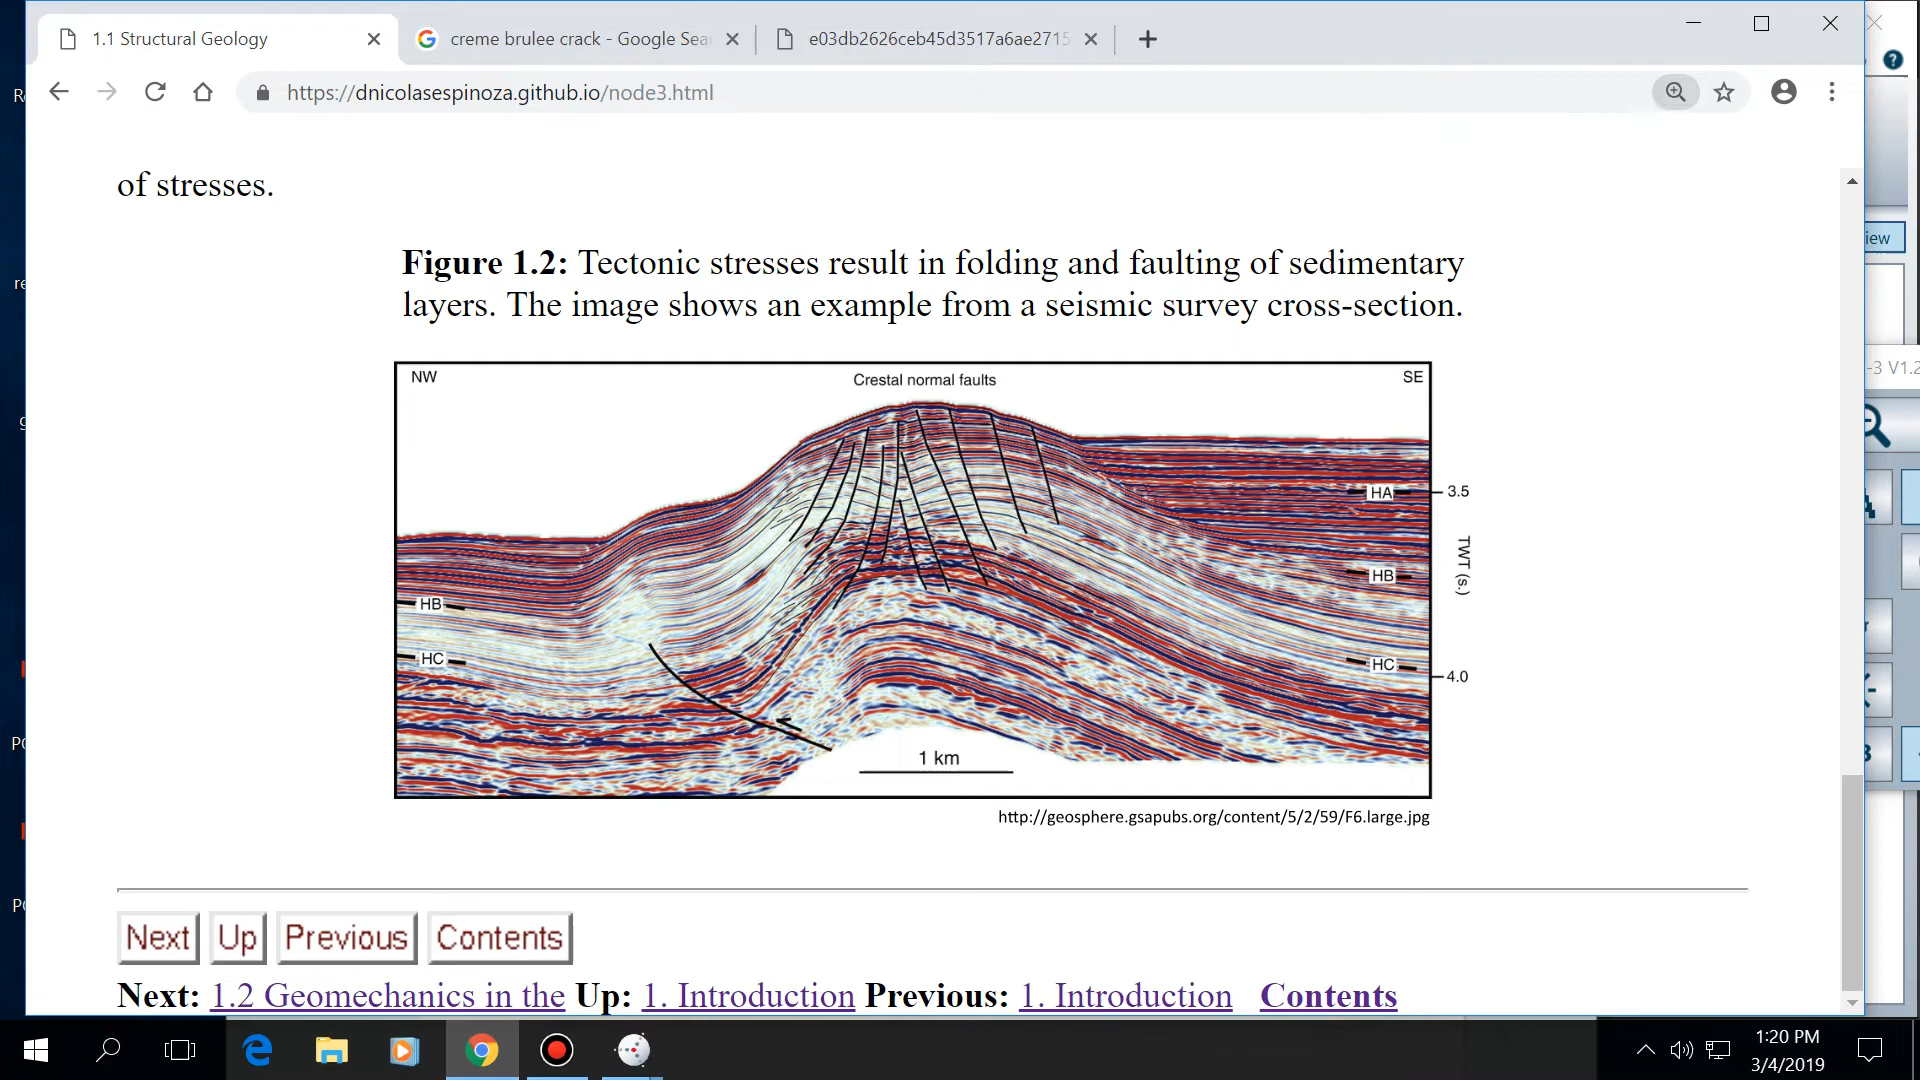 1.1 Structural Geology
creme brulee crack - Google Sea
e03db2626ceb45d3517a6ae2715
https://dnicolasespinoza.github.io/node3.html
of stresses.
Figure 1.2: Tectonic stresses result in folding and faulting of sedimentary
layers. The image shows an example from a seismic survey cross-section.
NW
Crestal normal faults
SE
HA
3.5
TWT (s.)
HB
HB
HC
HC
4.0
1 km
http://geosphere.gsapubs.org/content/5/2/59/F6.large.jpg
Next Up Previous Contents
Next: 1.2 Geomechanics in the Up: 1. Introduction Previous: 1. Introduction Contents
iew
-3 V1.2
1:20 PM
3/4/2019